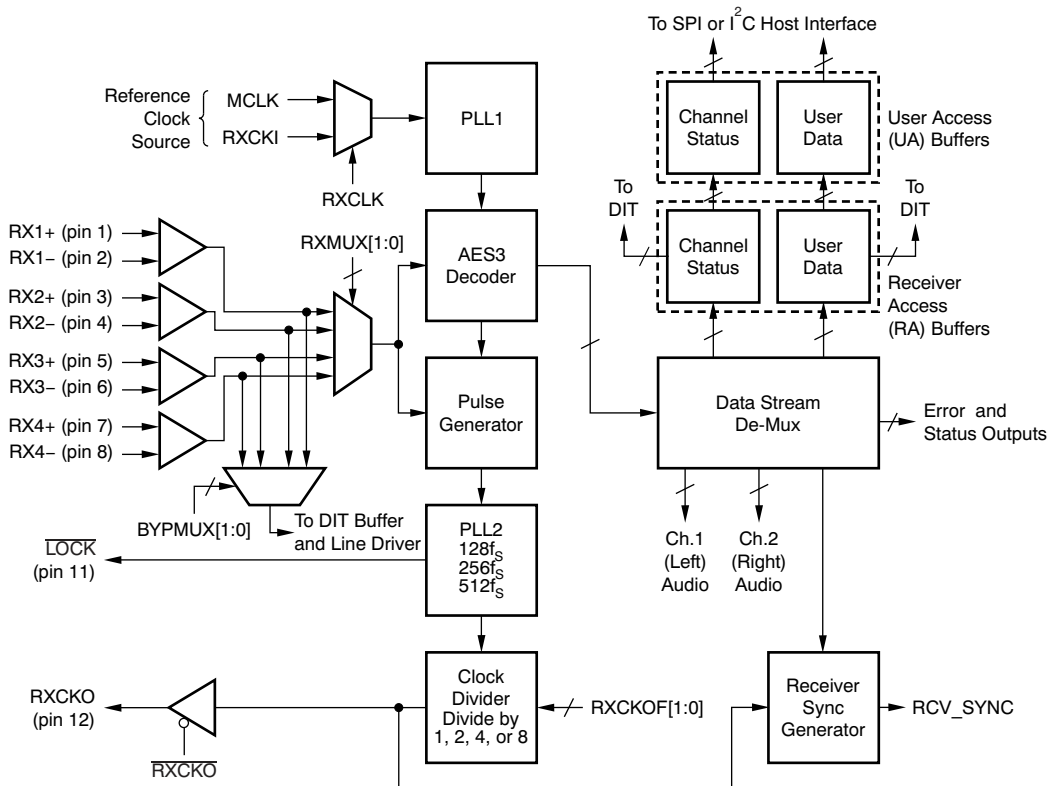 To SPI or I²C Host Interface
Reference
Clock
Source
MCLK
RXCKI
RXCLK
PLL1
Channel
Status
User
Data
User Access
(UA) Buffers
To
DIT
To
DIT
Channel
Status
User
Data
Receiver
Access
(RA) Buffers
RX1+ (pin 1)
RX1− (pin 2)
RX2+ (pin 3)
RX2− (pin 4)
RX3+ (pin 5)
RX3− (pin 6)
RX4+ (pin 7)
RX4− (pin 8)
RXMUX[1:0]
AES3
Decoder
Pulse
Generator
Data Stream
De-Mux
Error and
Status Outputs
BYPMUX[1:0]
To DIT Buffer
and Line Driver
LOCK
(pin 11)
PLL2
128fS
256fS
512fS
Ch.1
(Left)
Audio
Ch.2
(Right)
Audio
RXCKO
(pin 12)
RXCKO
Clock
Divider
Divide by
1, 2, 4, or 8
RXCKOF[1:0]
Receiver
Sync
Generator
RCV_SYNC